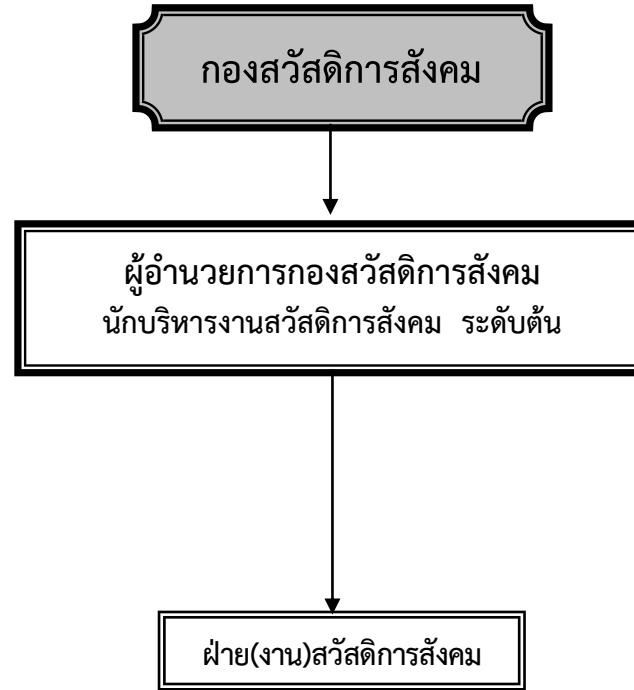 กองสวัสดิการสังคม
ผู้อำนวยการกองสวัสดิการสังคม
นักบริหารงานสวัสดิการสังคม ระดับต้น
ฝ่าย(งาน)สวัสดิการสังคม